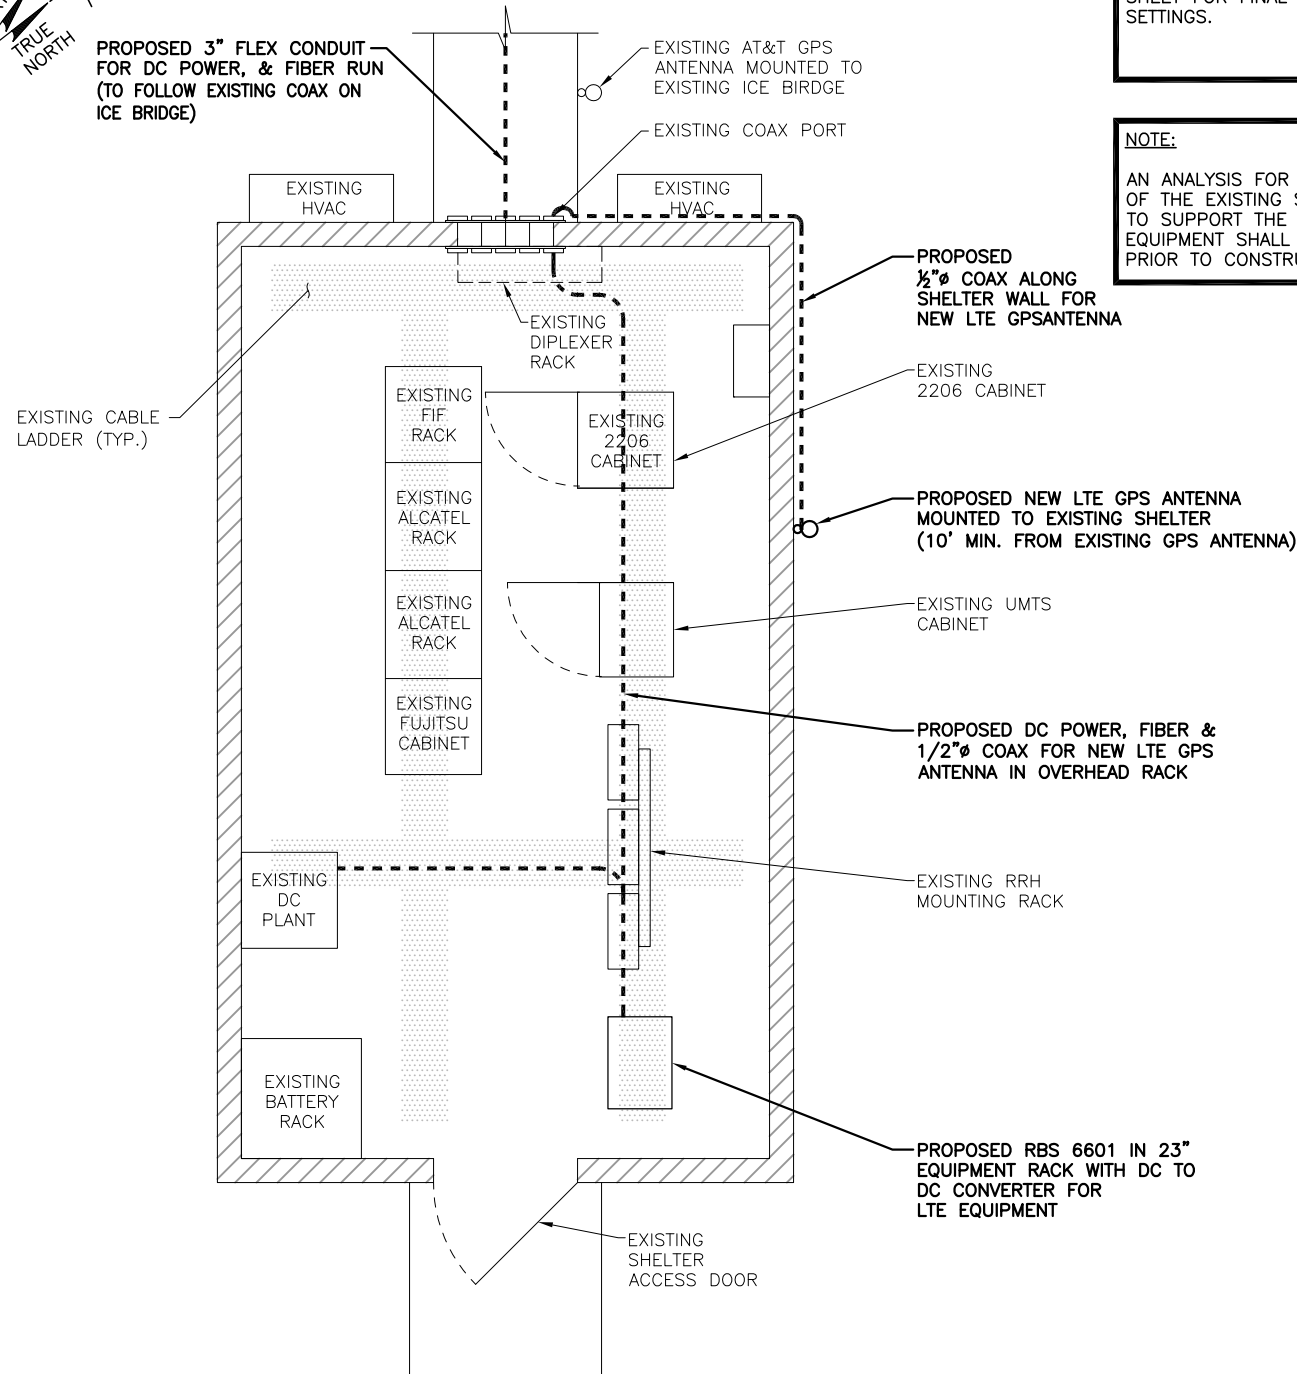 TRUE
NORTH
PROPOSED 3" FLEX CONDUIT
FOR DC POWER, & FIBER RUN
(TO FOLLOW EXISTING COAX ON
ICE BRIDGE)
EXISTING AT&T GPS
ANTENNA MOUNTED TO
EXISTING ICE BIRDGE
EXISTING COAX PORT
SETTINGS.
NOTE:
AN ANALYSIS FOR
OF THE EXISTING
TO SUPPORT THE
EQUIPMENT SHALL
PRIOR TO
EXISTING
HVAC
EXISTING
HVAC
PROPOSED
½"ø COAX ALONG
SHELTER WALL FOR
NEW LTE GPSANTENNA
EXISTING
DIPLEXER
RACK
EXISTING CABLE
LADDER (TYP.)
EXISTING
FIF
RACK
EXISTING
2206
CABINET
EXISTING
2206 CABINET
EXISTING
ALCATEL
RACK
PROPOSED NEW LTE GPS ANTENNA
MOUNTED TO EXISTING SHELTER
(10' MIN. FROM EXISTING GPS ANTENNA)
EXISTING
ALCATEL
RACK
EXISTING UMTS
CABINET
EXISTING
FUJITSU
CABINET
PROPOSED DC POWER, FIBER &
1/2"ø COAX FOR NEW LTE GPS
ANTENNA IN OVERHEAD RACK
EXISTING
DC
PLANT
EXISTING RRH
MOUNTING RACK
EXISTING
BATTERY
RACK
PROPOSED RBS 6601 IN 23"
EQUIPMENT RACK WITH DC TO
DC CONVERTER FOR
LTE EQUIPMENT
EXISTING
SHELTER
ACCESS DOOR